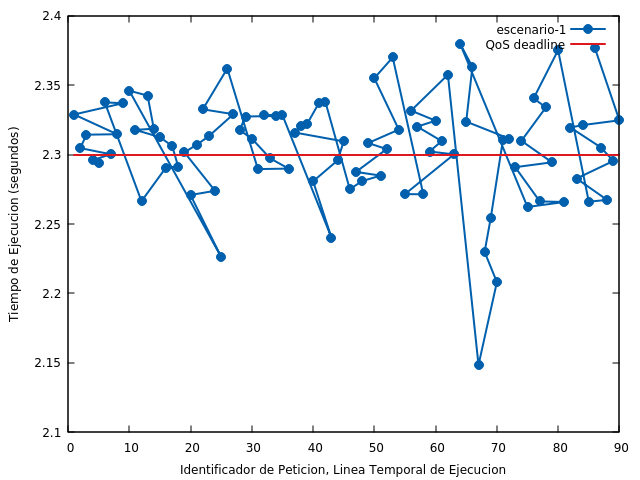 2.4
2.35
2.3
2.25
2.2
2.15
2.1
Tiempo de Ejecucion (segundos)
escenario-1
QoS deadline
0 10 20 30 40 50 60 70 80 90
Identificador de Peticion, Linea Temporal de Ejecucion